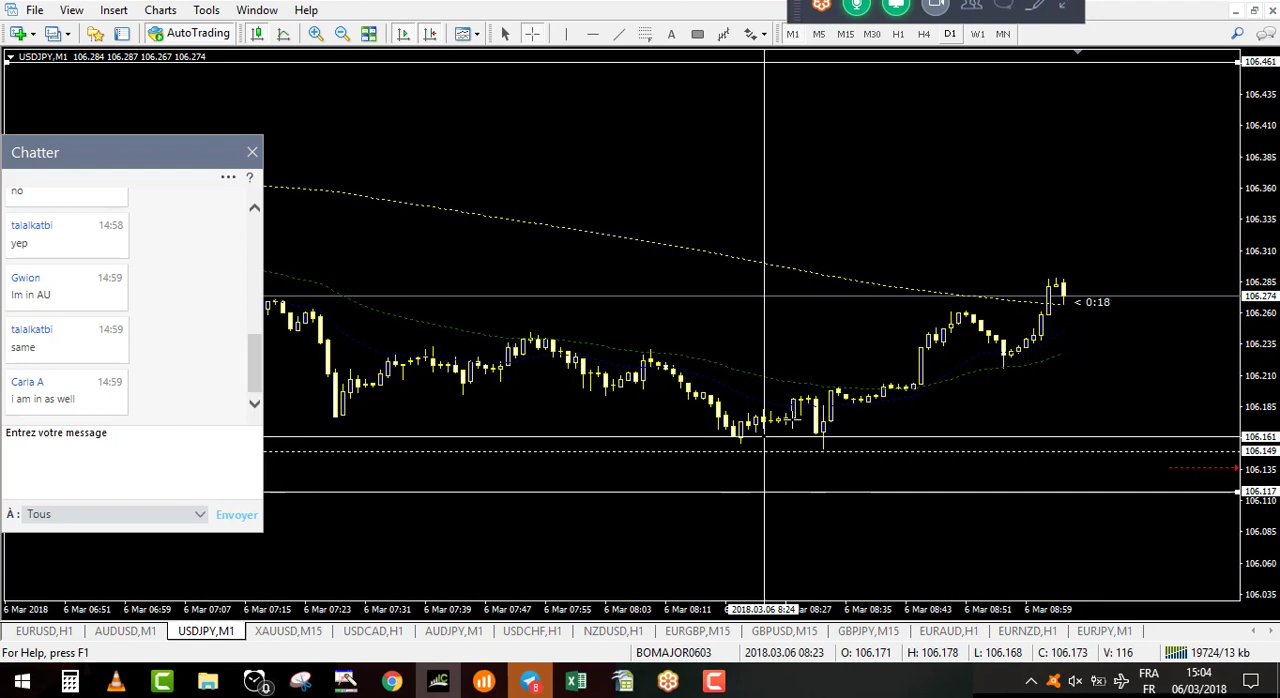 File View Insert Charts Tools Window Help
AutoTrading A M1 M5 M15 M30 H1 H4 D1 W1 MN
USDJPY,M1 106.284 106.287 106.267 106.274
106.461
106.435
106.410
106.385
106.360
106.335
106.310
106.285
106.274
106.260
106.235
106.210
106.185
106.161
106.149
106.135
106.117
106.110
106.085
106.060
106.035
< 0:18
Chatter
... ?
no
talalkatbi 14:58
yep
Gwion 14:59
Im in AU
talalkatbi 14:59
same
Carla A 14:59
i am in as well
Entrez votre message
À : Tous Envoyer
6 Mar 2018 6 Mar 06:51 6 Mar 06:59 6 Mar 07:07 6 Mar 07:15 6 Mar 07:23 6 Mar 07:31 6 Mar 07:39 6 Mar 07:47 6 Mar 07:55 6 Mar 08:03 6 Mar 08:11 2018.03.06 8:24 08:27 6 Mar 08:35 6 Mar 08:43 6 Mar 08:51 6 Mar 08:59
EURUSD,H1 AUDUSD,M1 USDJPY,M1 XAUUSD,M15 USDCAD,H1 AUDJPY,M1 USDCHF,H1 NZDUSD,H1 EURGBP,M15 GBPUSD,M15 GBPJPY,M15 EURAUD,H1 EURNZD,H1 EURJPY,M1
For Help, press F1 BOMAJOR0603 2018.03.06 08:23 O: 106.171 H: 106.178 L: 106.168 C: 106.173 V: 116 19724/13 kb
0 8 FRA
FR
15:04
06/03/2018